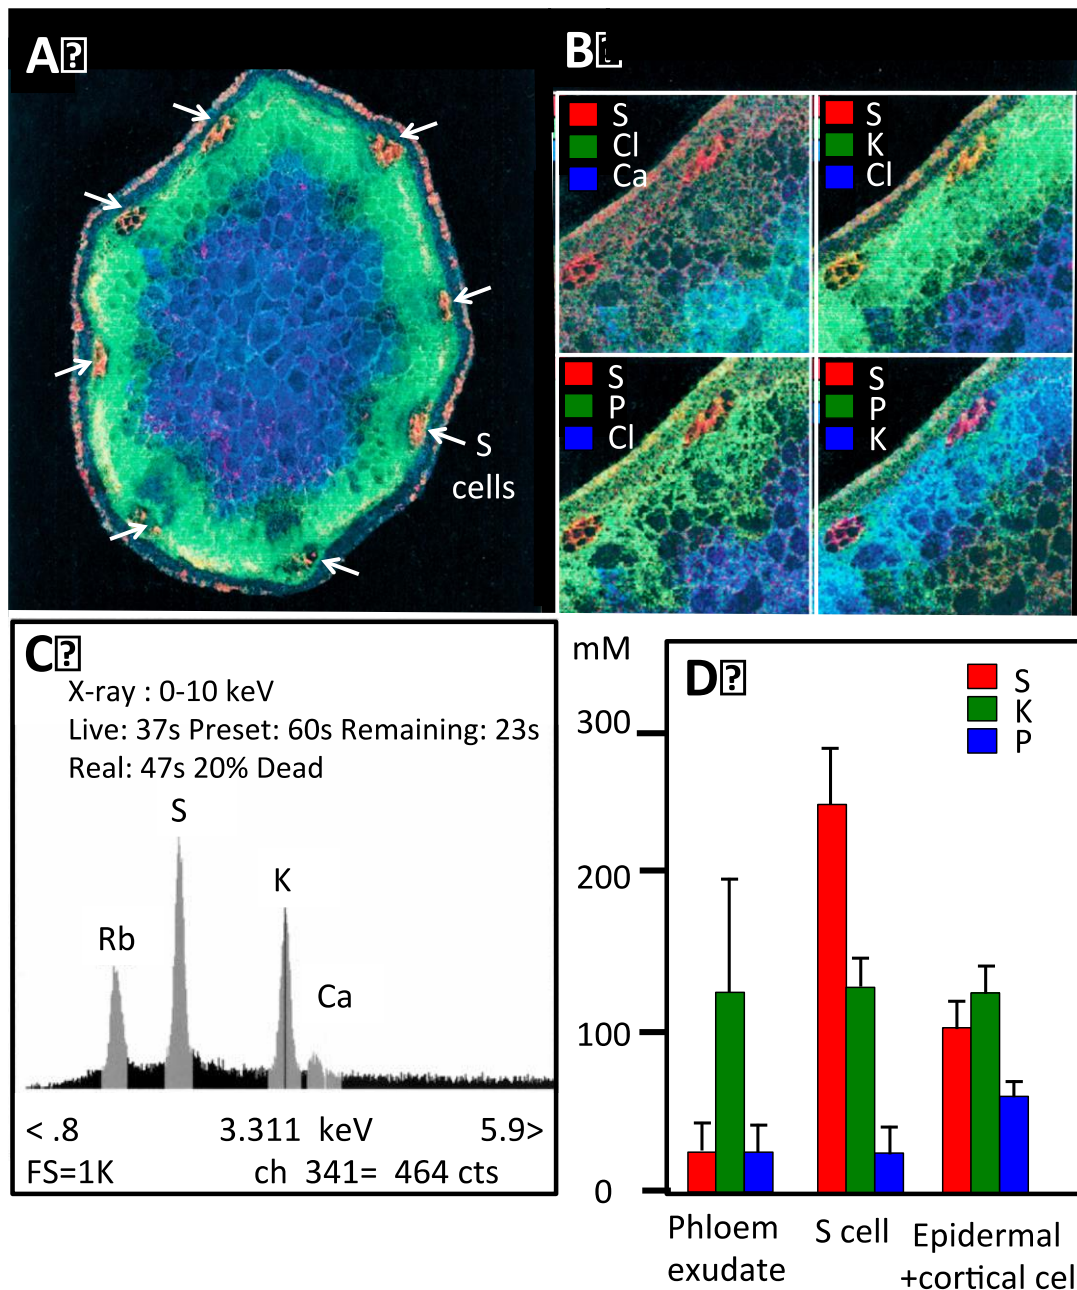 A
B
S
Cl
Ca
S
K
Cl
S
P
Cl
S
P
K
S
cells
C
X-ray : 0-10 keV
Live: 37s Preset: 60s Remaining: 23s
Real: 47s 20% Dead
S
K
Rb
Ca
< .8 3.311 keV 5.9>
FS=1K ch 341= 464 cts
mM
D
S
K
P
300
200
100
0
Phloem
exudate
S cell
Epidermal
+cortical cel